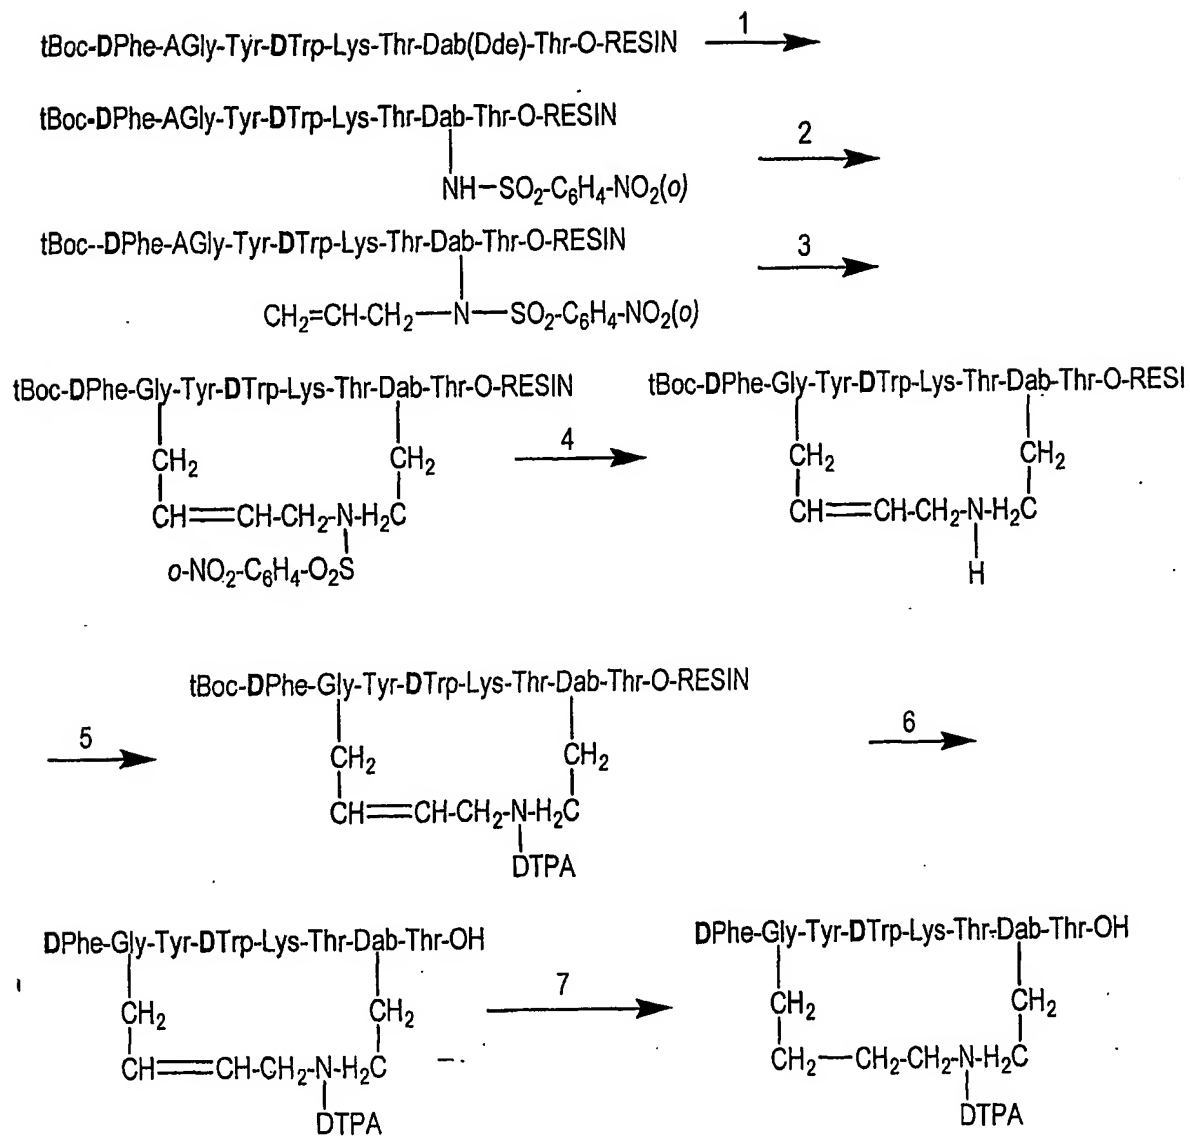 tBoc-DPhe-AGly-Tyr-DTrp-Lys-Thr-Dab(Dde)-Thr-O-RESIN 1
tBoc-DPhe-AGly-Tyr-DTrp-Lys-Thr-Dab-Thr-O-RESIN
2
NH-SO2-C6H4-NO2(o)
tBoc--DPhe-AGly-Tyr-DTrp-Lys-Thr-Dab-Thr-O-RESIN 3
CH2=CH-CH2—N—SO2-C6H4-NO2(o)
tBoc-DPhe-Gly-Tyr-DTrp-Lys-Thr-Dab-Thr-O-RESIN tBoc-DPhe-Gly-Tyr-DTrp-Lys-Thr-Dab-Thr-O-RESI
4
CH2 CH2 CH2 CH2
CH=CH-CH2-N-H2C CH=CH-CH2-N-H2C
o-NO2-C6H4-O2S H
tBoc-DPhe-Gly-Tyr-DTrp-Lys-Thr-Dab-Thr-O-RESIN
5 6
CH2 CH2
CH=CH-CH2-N-H2C
DTPA
DPhe-Gly-Tyr-DTrp-Lys-Thr-Dab-Thr-OH DPhe-Gly-Tyr-DTrp-Lys-Thr-Dab-Thr-OH
7
CH2 CH2 CH2 CH2
CH=CH-CH2-N-H2C CH2—CH2-CH2-N-H2C
DTPA DTPA